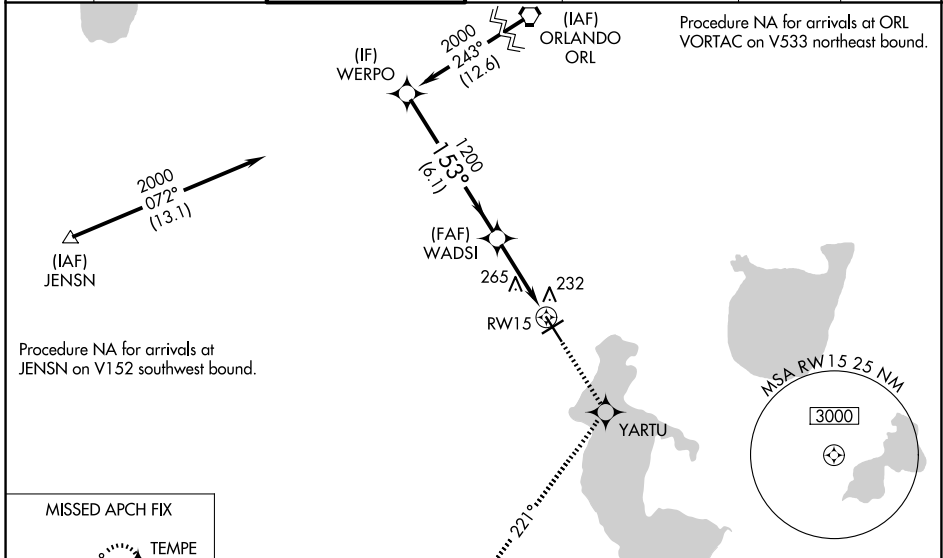 (IAF)
ORLANDO
ORL
Procedure NA for arrivals at ORL
VORTAC on V533 northeast bound.
2000
243°
(12.6)
(IF)
WERPO
1200
153°
(6.1)
2000
072°
(13.1)
(IAF)
JENSN
(FAF)
WADSI
265
232
RW15
Procedure NA for arrivals at
JENSN on V152 southwest bound.
MSA RW15 25 NM
3000
YARTU
221°
MISSED APCH FIX
TEMPE